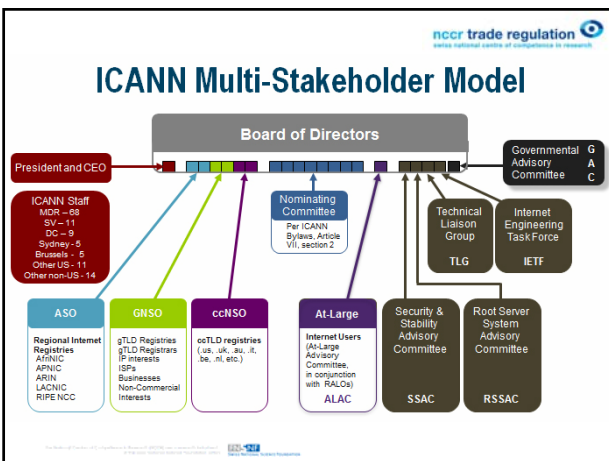 nccr trade regulation
swiss national centre of competence in research
ICANN Multi-Stakeholder Model
Board of Directors
President and CEO
Governmental
Advisory
Committee
G
A
C
ICANN Staff
MDR – 68
SV – 11
DC – 9
Sydney - 5
Brussels - 5
Other US - 11
Other non-US - 14
Nominating
Committee
Per ICANN
Bylaws, Article
VII, section 2
Technical
Liaison
Group
TLG
Internet
Engineering
Task Force
IETF
ASO
Regional Internet
Registries
AfriNIC
APNIC
ARIN
LACNIC
RIPE NCC
GNSO
gTLD Registries
gTLD Registrars
IP interests
ISPs
Businesses
Non-Commercial
Interests
ccNSO
ccTLD registries
(.us, .uk, .au, .it,
.be, .nl, etc.)
At-Large
Internet Users
(At-Large
Advisory
Committee,
in conjunction
with RALOs)
ALAC
Security &
Stability
Advisory
Committee
SSAC
Root Server
System
Advisory
Committee
RSSAC